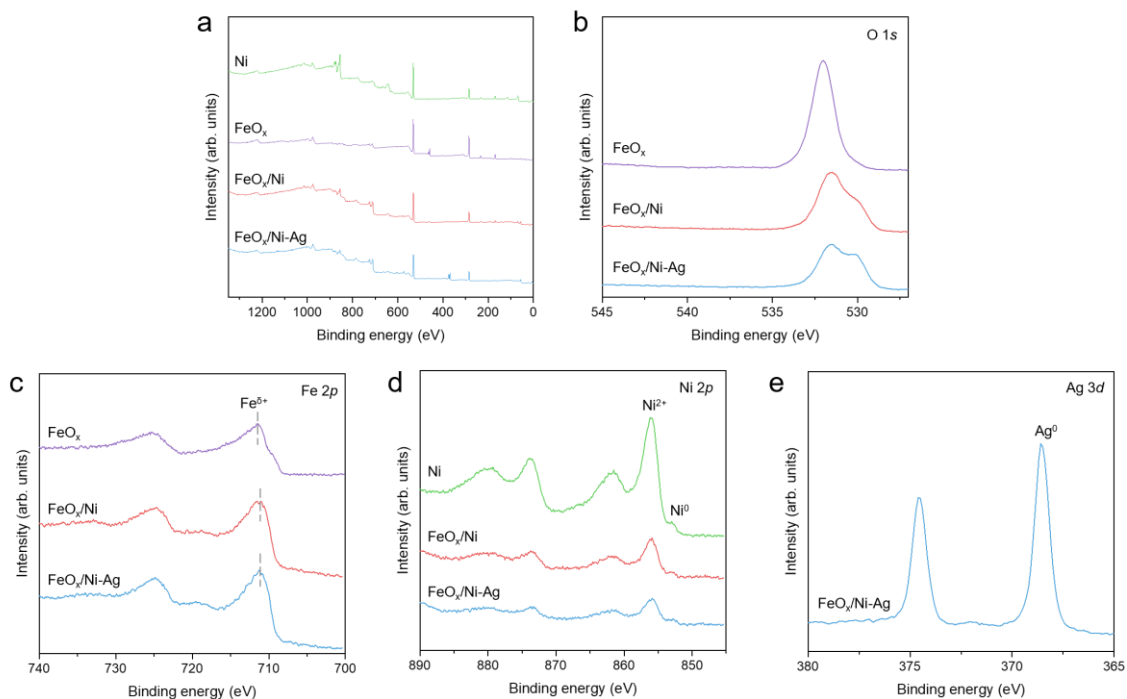 a
Ni
FeOₓ
FeOₓ/Ni
FeOₓ/Ni-Ag
Intensity (arb. units)
1200 1000 800 600 400 200 0
Binding energy (eV)
b
O 1s
FeOₓ
FeOₓ/Ni
FeOₓ/Ni-Ag
Intensity (arb. units)
545 540 535 530
Binding energy (eV)
c
Fe 2p
Fe^δ+
FeOₓ
FeOₓ/Ni
FeOₓ/Ni-Ag
Intensity (arb. units)
740 730 720 710 700
Binding energy (eV)
d
Ni 2p
Ni²⁺
Ni
Ni⁰
FeOₓ/Ni
FeOₓ/Ni-Ag
Intensity (arb. units)
890 880 870 860 850
Binding energy (eV)
e
Ag 3d
Ag⁰
FeOₓ/Ni-Ag
Intensity (arb. units)
380 375 370 365
Binding energy (eV)